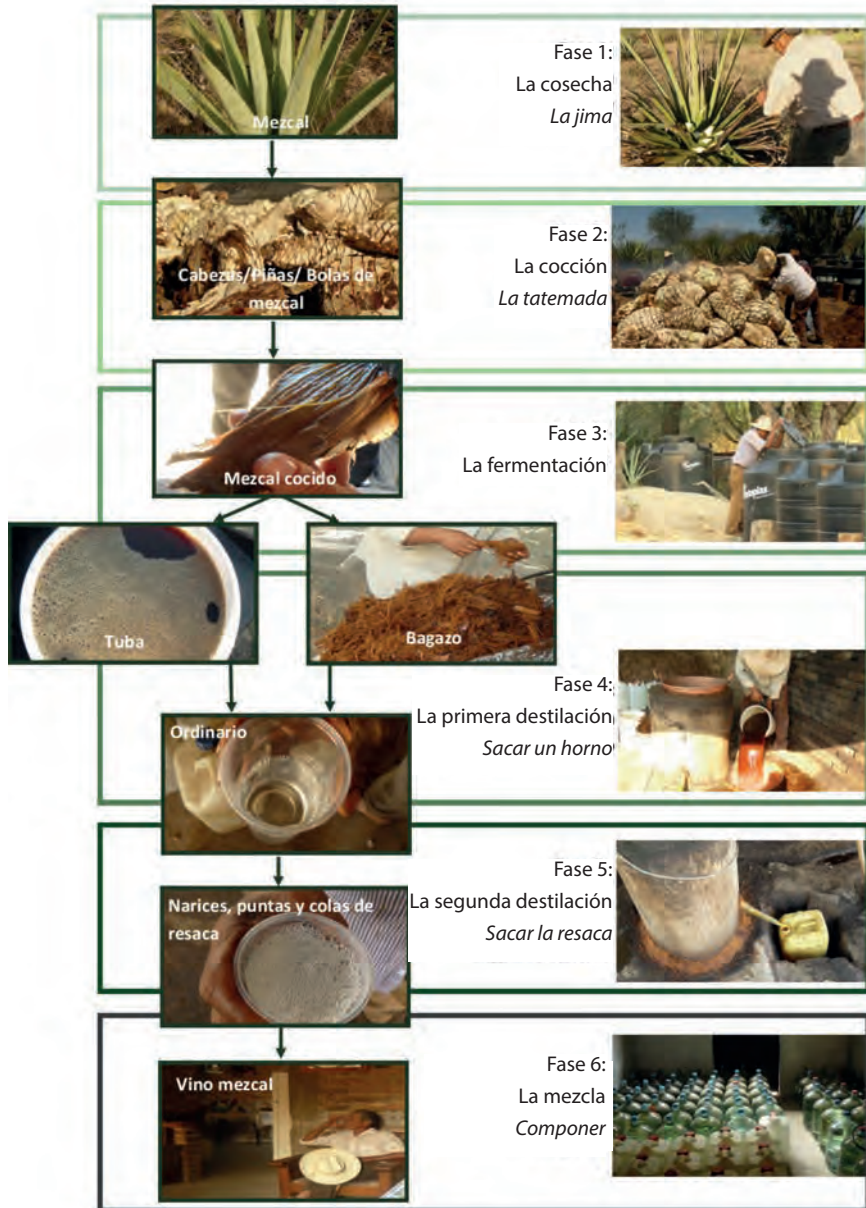 Mezcal
Fase 1:
La cosecha
La jima
Cabezas/Piñas/ Bolas de
mezcal
Fase 2:
La cocción
La tatemada
Mezcal cocido
Fase 3:
La fermentación
Tuba
Bagazo
Ordinario
Fase 4:
La primera destilación
Sacar un horno
Narices, puntas y colas de
resaca
Fase 5:
La segunda destilación
Sacar la resaca
Vino mezcal
Fase 6:
La mezcla
Componer